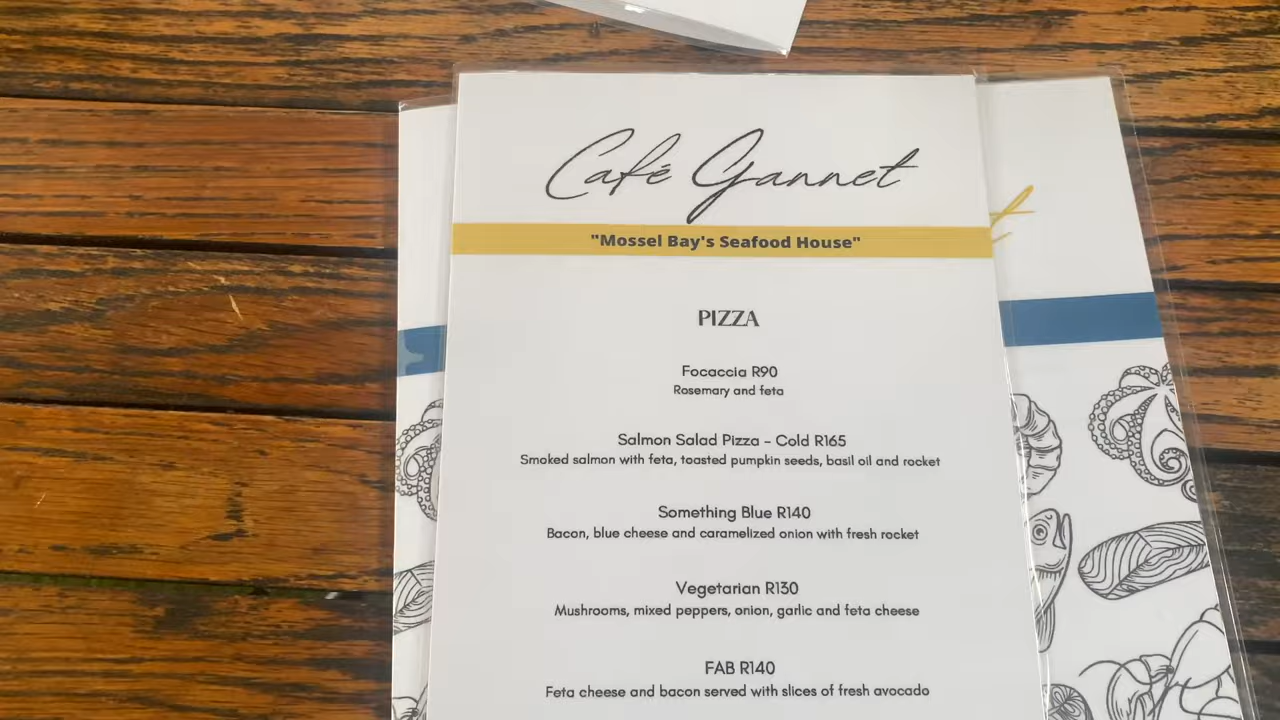 Café Gannet
"Mossel Bay's Seafood House"
PIZZA
Focaccia R90
Rosemary and feta
Salmon Salad Pizza - Cold R165
Smoked salmon with feta, toasted pumpkin seeds, basil oil and rocket
Something Blue R140
Bacon, blue cheese and caramelized onion with fresh rocket
Vegetarian R130
Mushrooms, mixed peppers, onion, garlic and feta cheese
FAB R140
Feta cheese and bacon served with slices of fresh avocado